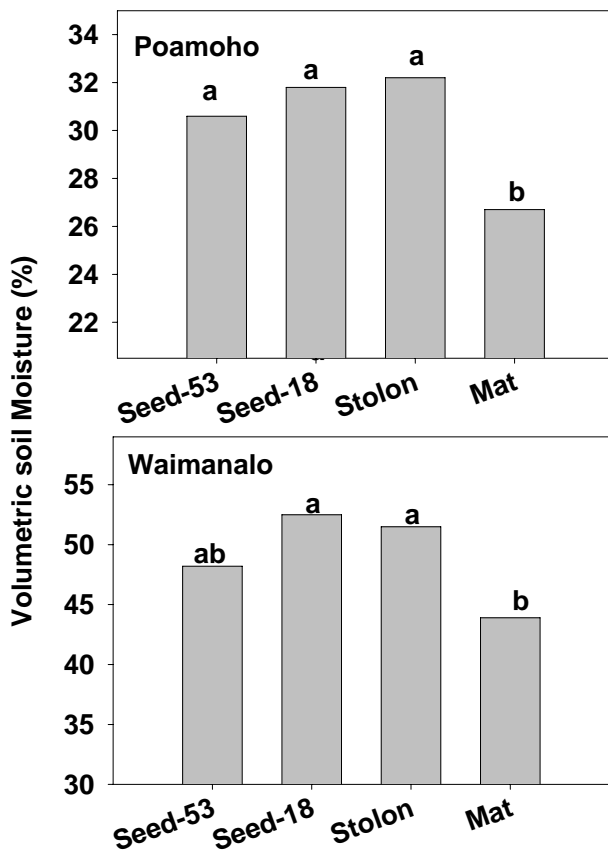 Volumetric soil Moisture (%)
Poamoho
34
32
30
28
26
24
22
a
a
a
b
Seed-53
Seed-18
Stolon
Mat
Waimanalo
55
50
45
40
35
30
ab
a
a
b
Seed-53
Seed-18
Stolon
Mat